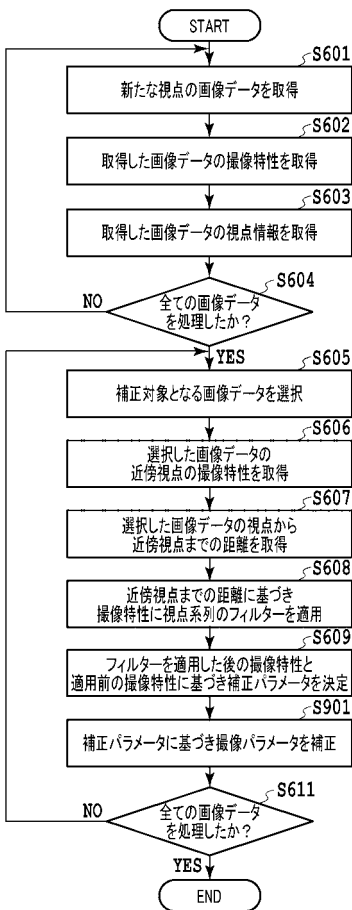 START
S601
新たな視点の画像データを取得
S602
取得した画像データの撮像特性を取得
S603
取得した画像データの視点情報を取得
S604
NO
全ての画像データ
を処理したか？
YES
S605
補正対象となる画像データを選択
S606
選択した画像データの
近傍視点の撮像特性を取得
S607
選択した画像データの視点から
近傍視点までの距離を取得
S608
近傍視点までの距離に基づき
撮像特性に視点系列のフィルターを適用
S609
フィルターを適用した後の撮像特性と
適用前の撮像特性に基づき補正パラメータを決定
S901
補正パラメータに基づき撮像パラメータを補正
S611
NO
全ての画像データ
を処理したか？
YES
END